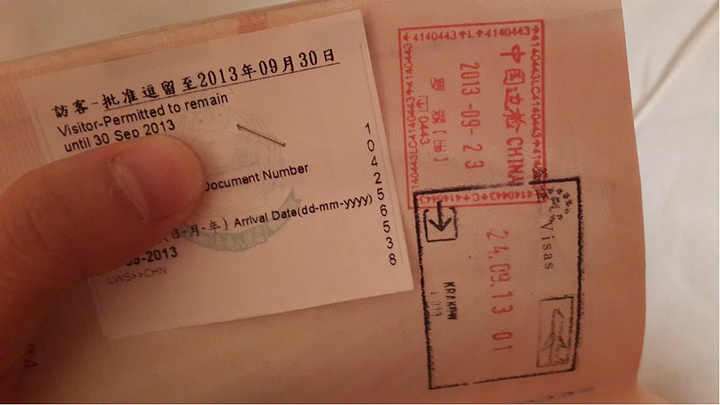 訪客-批准逗留至2013年09月30日
Visitor-Permitted to remain
until 30 Sep 2013
Document Number
-月-年) Arrival Date(dd-mm-yyyy)
09-2013
LWS>>CHN
1
0
4
2
5
6
5
3
8
4140443
中国边检 CHINA
2013-09-23
0443
Visas
24.09.13 01